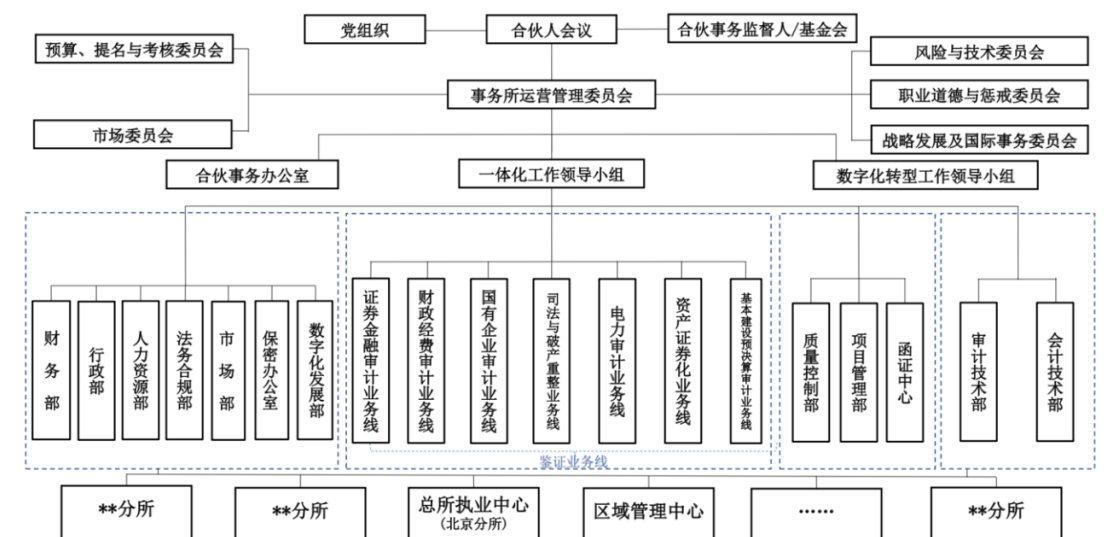 党组织
合伙人会议
合伙事务监督人/基金会
预算、提名与考核委员会
风险与技术委员会
事务所运营管理委员会
职业道德与惩戒委员会
市场委员会
战略发展及国际事务委员会
合伙事务办公室
一体化工作领导小组
数字化转型工作领导小组
财务部
行政部
人力资源部
法务合规部
市场部
保密办公室
数字化发展部
证券金融审计业务线
财政经费审计业务线
国有企业审计业务线
司法与破产重整业务线
电力审计业务线
资产证券化业务线
基本建设预决算审计业务线
质量控制部
项目管理部
函证中心
审计技术部
会计技术部
鉴证业务线
**分所
**分所
总所执业中心
(北京分所)
区域管理中心
……
**分所